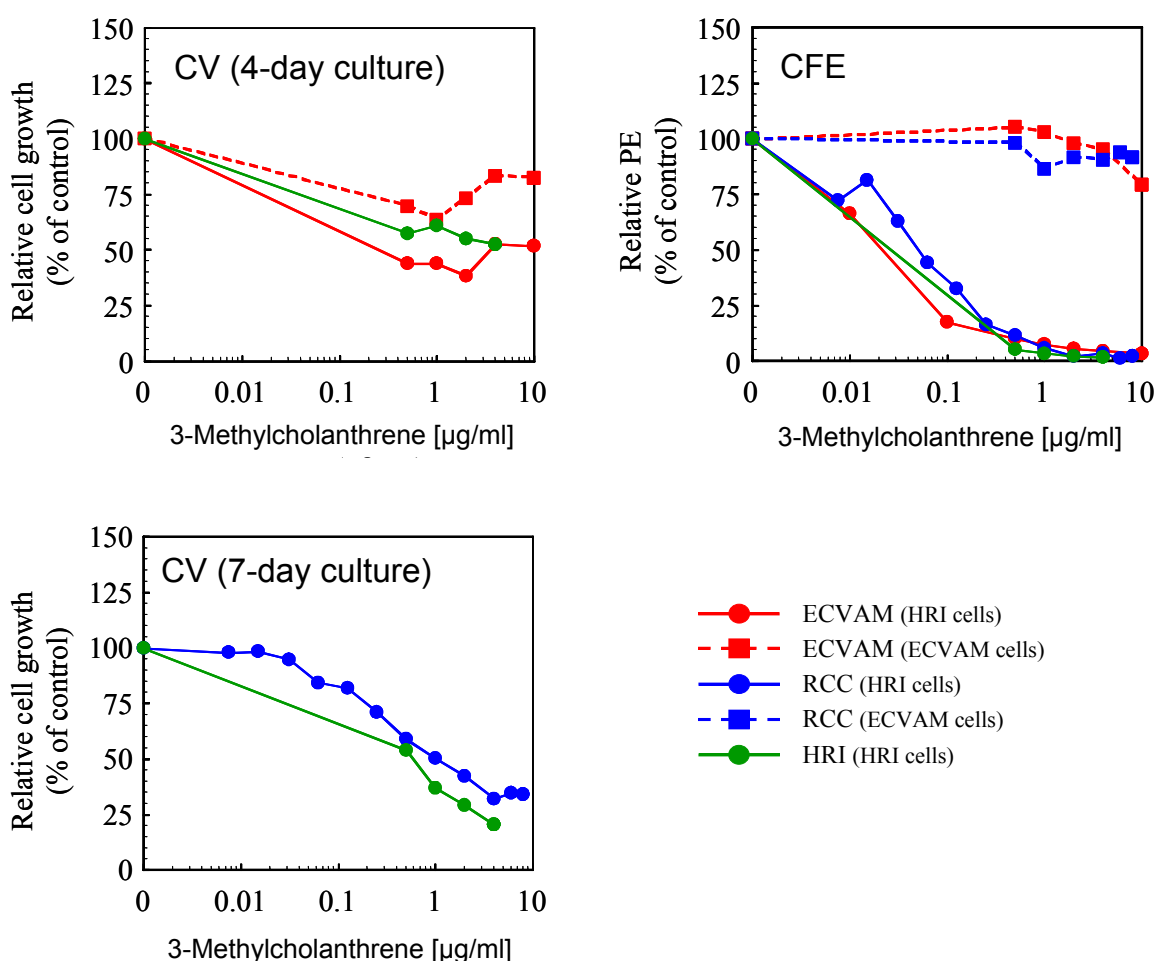 CV (4-day culture)
Relative cell growth
(% of control)
150
125
100
75
50
25
0
0 0.01 0.1 1 10
3-Methylcholanthrene [µg/ml]
CFE
Relative PE
(% of control)
150
125
100
75
50
25
0
0 0.01 0.1 1 10
3-Methylcholanthrene [µg/ml]
CV (7-day culture)
Relative cell growth
(% of control)
150
125
100
75
50
25
0
0 0.01 0.1 1 10
3-Methylcholanthrene [µg/ml]
ECVAM (HRI cells)
ECVAM (ECVAM cells)
RCC (HRI cells)
RCC (ECVAM cells)
HRI (HRI cells)